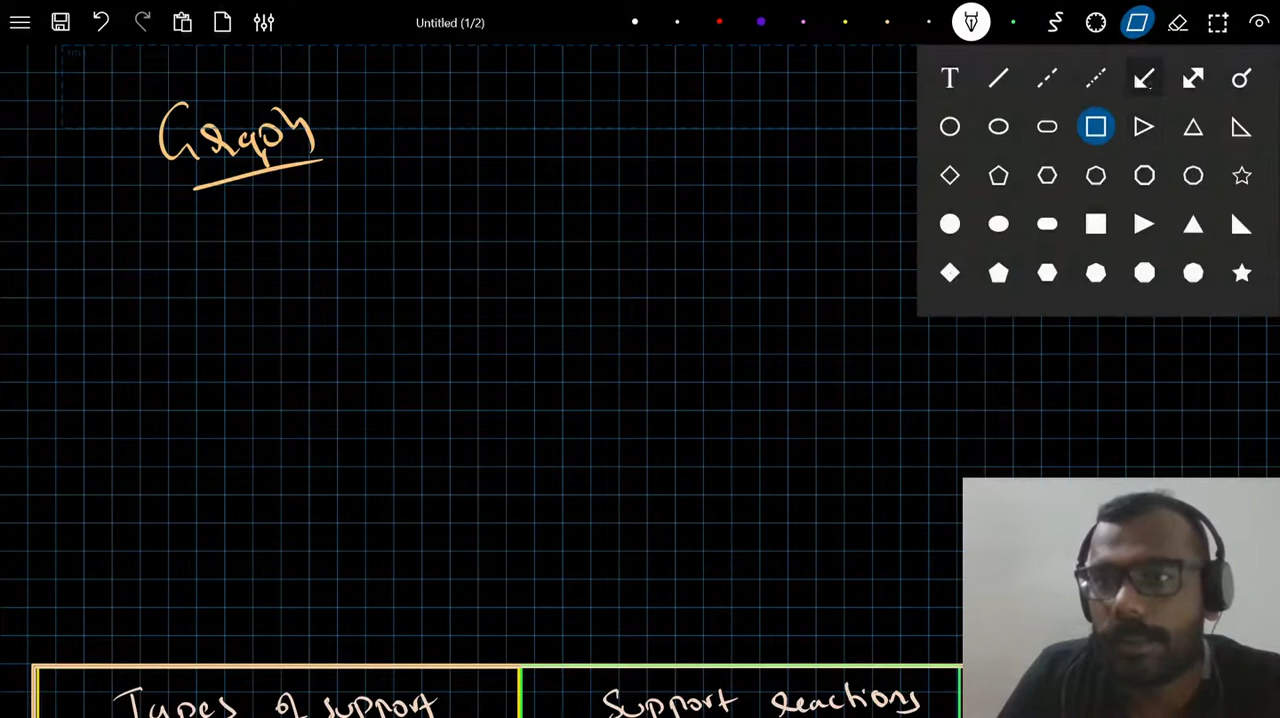 Untitled (1/2)
T
Graph
Types of support
Support reactions